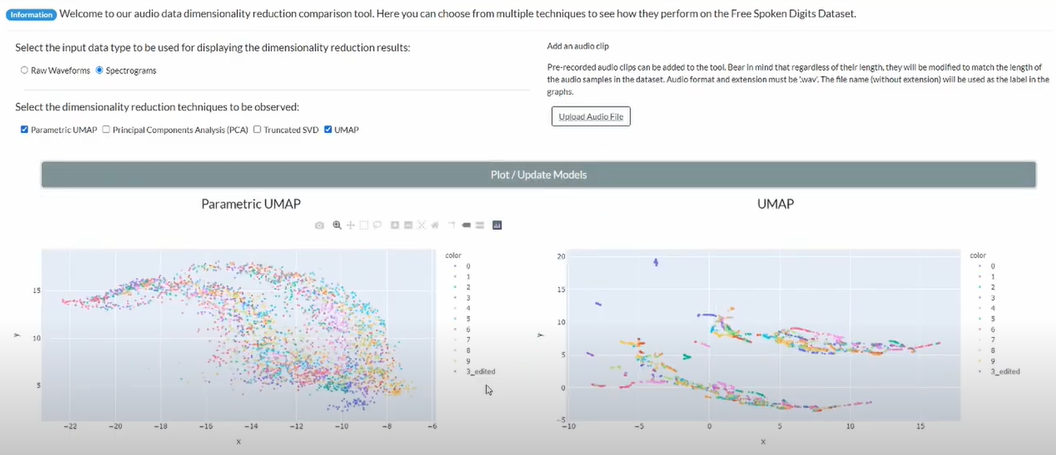 Information Welcome to our audio data dimensionality reduction comparison tool. Here you can choose from multiple techniques to see how they perform on the Free Spoken Digits Dataset.
Select the input data type to be used for displaying the dimensionality reduction results:
Raw Waveforms Spectrograms
Select the dimensionality reduction techniques to be observed:
Parametric UMAP Principal Components Analysis (PCA) Truncated SVD UMAP
Add an audio clip
Pre-recorded audio clips can be added to the tool. Bear in mind that regardless of their length, they will be modified to match the length of
the audio samples in the dataset. Audio format and extension must be '.wav'. The file name (without extension) will be used as the label in the
graphs.
Upload Audio File
Plot / Update Models
Parametric UMAP
15
10
5
y
−22 −20 −18 −16 −14 −12 −10 −8 −6
x
color
0
1
2
3
4
5
6
7
8
9
3_edited
UMAP
20
15
10
5
0
−5
y
−10 −5 0 5 10 15
x
color
0
1
2
3
4
5
6
7
8
9
3_edited